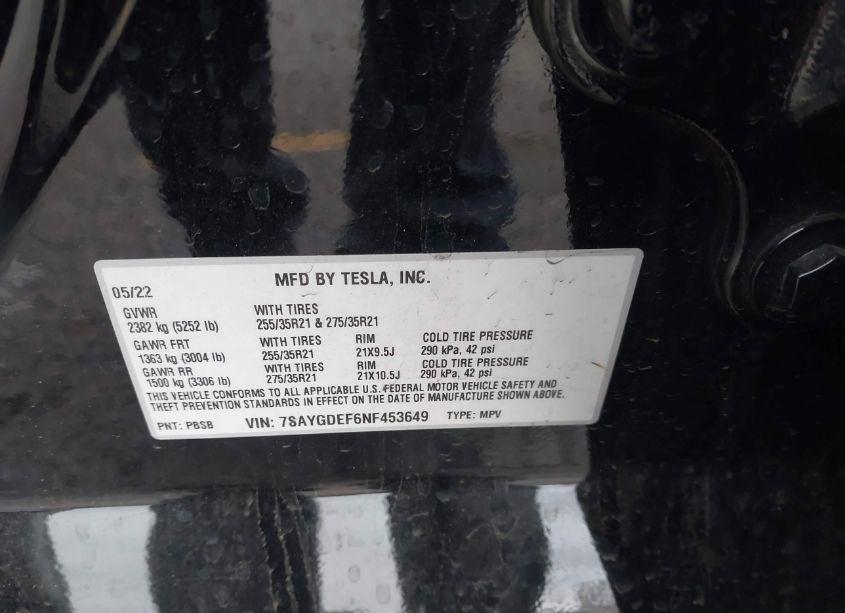 MFD BY TESLA, INC.
05/22
GVWR WITH TIRES
2382 kg (5252 lb) 255/35R21 & 275/35R21
GAWR FRT WITH TIRES RIM COLD TIRE PRESSURE
1363 kg (3004 lb) 255/35R21 21X9.5J 290 kPa, 42 psi
GAWR RR WITH TIRES RIM COLD TIRE PRESSURE
1500 kg (3306 lb) 275/35R21 21X10.5J 290 kPa, 42 psi
THIS VEHICLE CONFORMS TO ALL APPLICABLE U.S. FEDERAL MOTOR VEHICLE SAFETY AND
THEFT PREVENTION STANDARDS IN EFFECT ON THE DATE OF MANUFACTURE SHOWN ABOVE.
PNT: PBSB VIN: 7SAYGDEF6NF453649 TYPE: MPV